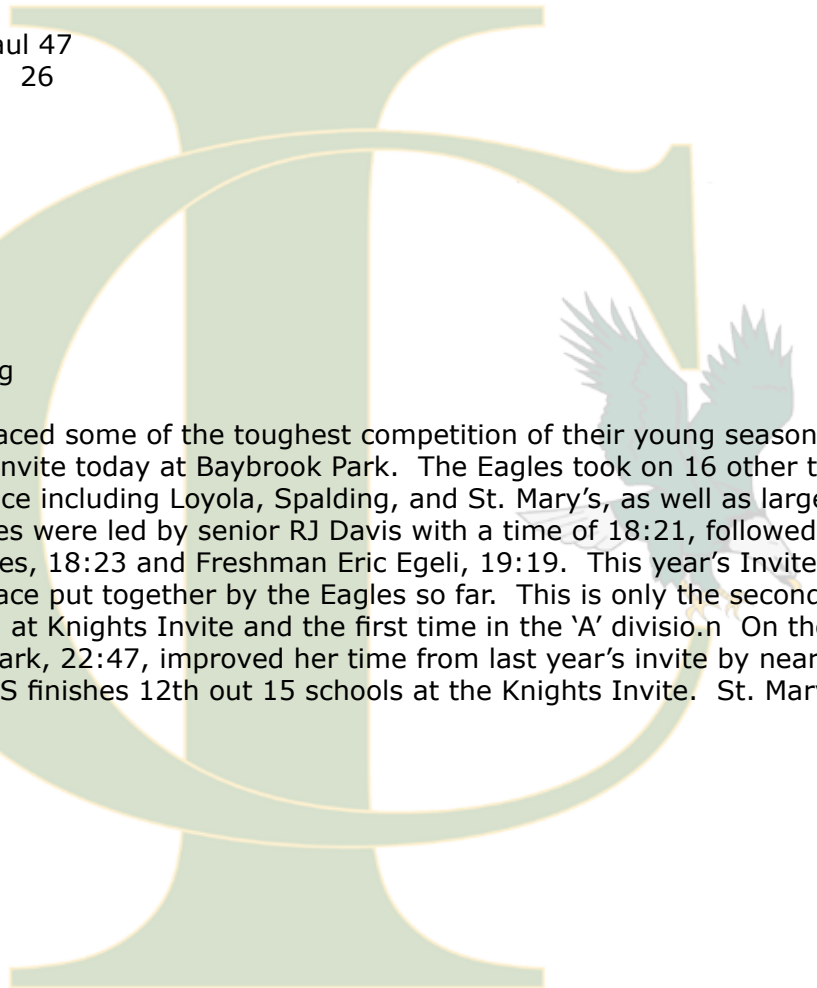 aul 47
26
g
aced some of the toughest competition of their young season
nvite today at Baybrook Park. The Eagles took on 16 other t
ce including Loyola, Spalding, and St. Mary’s, as well as large
es were led by senior RJ Davis with a time of 18:21, followed
es, 18:23 and Freshman Eric Egeli, 19:19. This year’s Invite
ace put together by the Eagles so far. This is only the second
at Knights Invite and the first time in the ‘A’ divisio.n On the
ark, 22:47, improved her time from last year’s invite by near
S finishes 12th out 15 schools at the Knights Invite. St. Mar